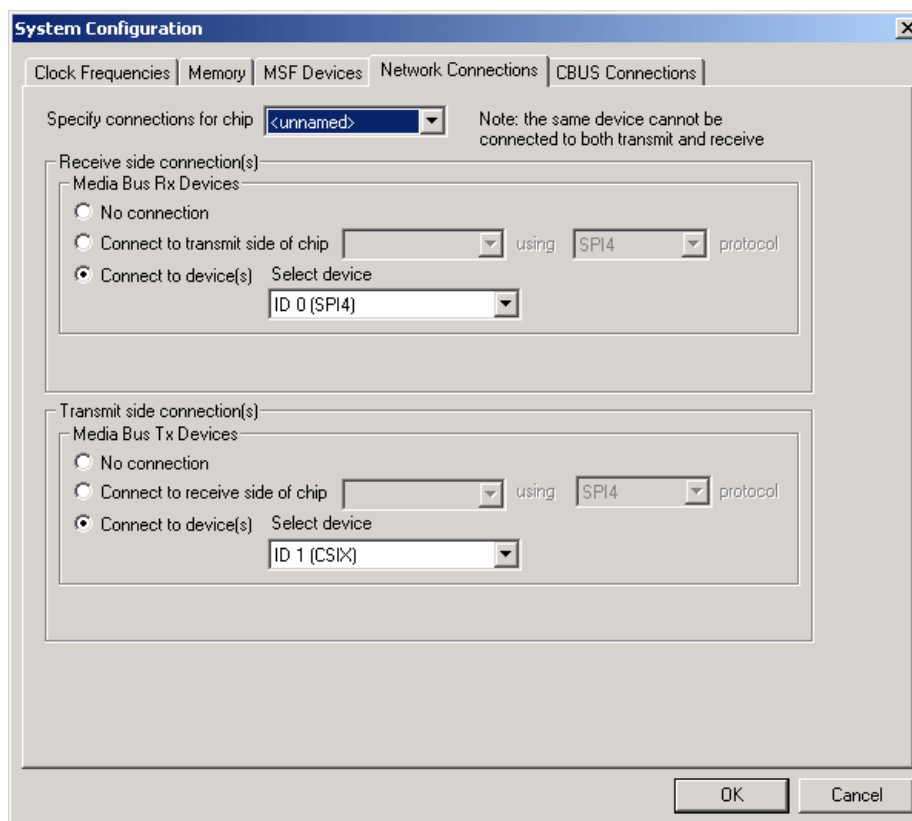 System Configuration
Clock Frequencies Memory MSF Devices Network Connections CBUS Connections
Specify connections for chip <unnamed> Note: the same device cannot be
connected to both transmit and receive
Receive side connection(s)
Media Bus Rx Devices
No connection
Connect to transmit side of chip using SPI4 protocol
Connect to device(s) Select device
ID 0 (SPI4)
Transmit side connection(s)
Media Bus Tx Devices
No connection
Connect to receive side of chip using SPI4 protocol
Connect to device(s) Select device
ID 1 (CSIX)
OK Cancel